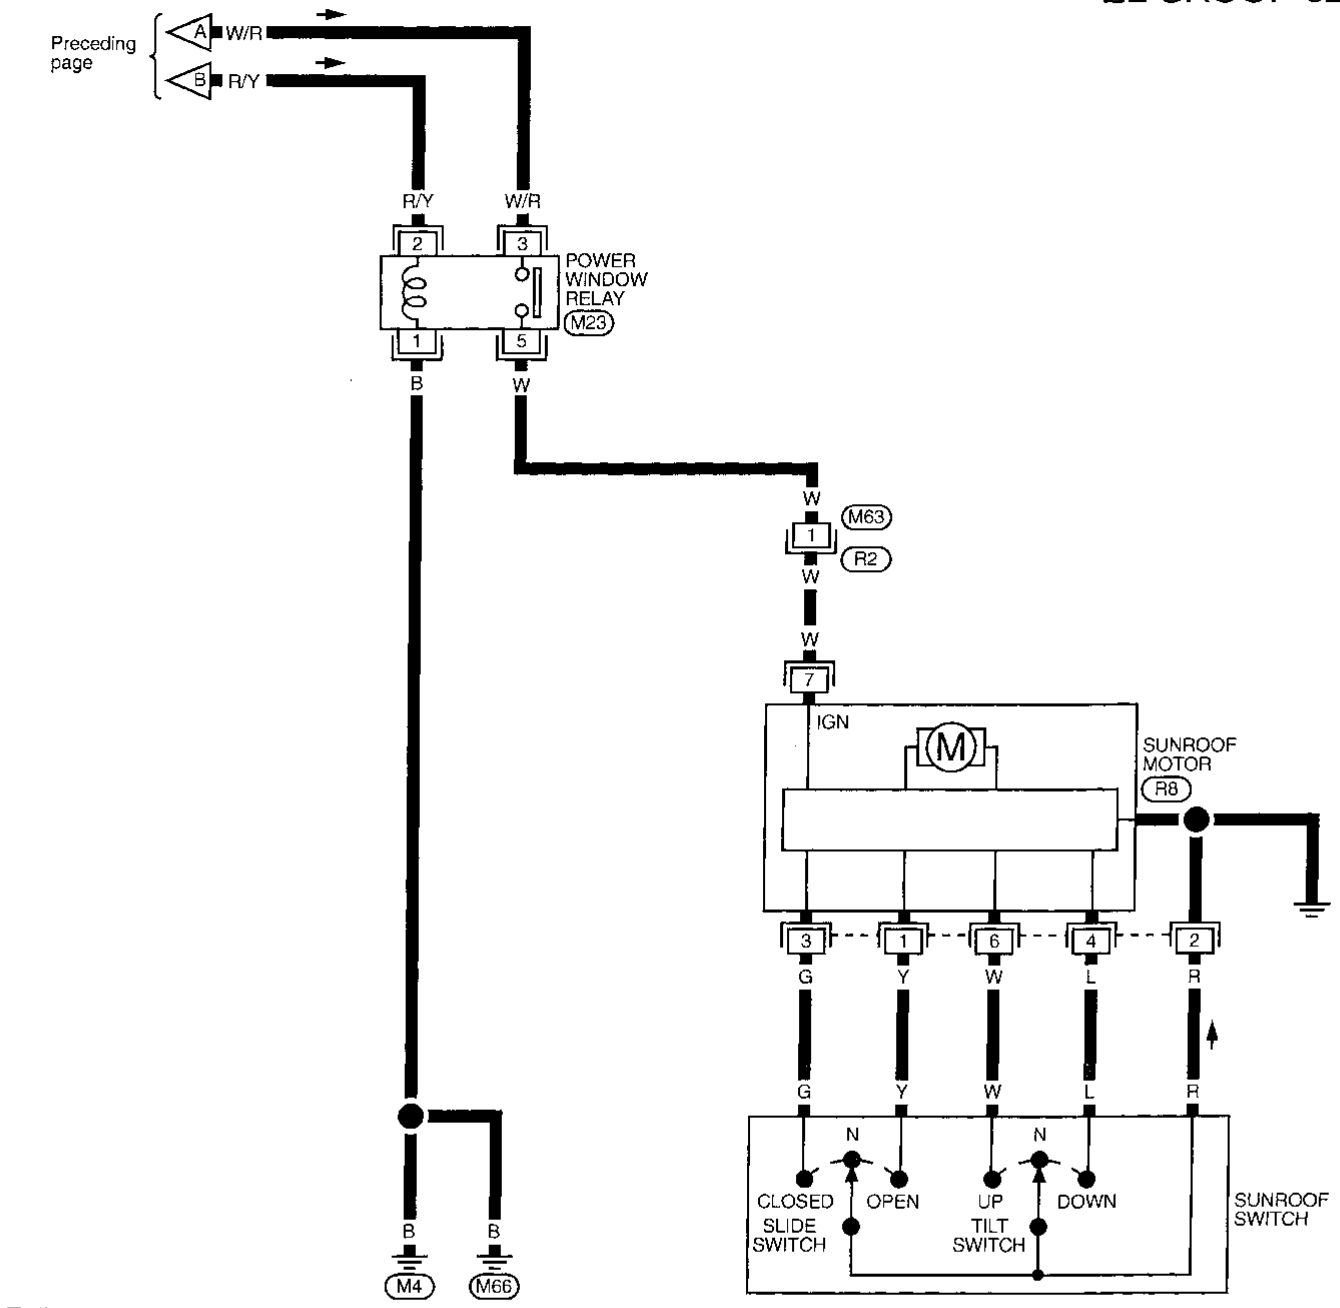 Preceding
page
A W/R
B R/Y
R/Y W/R
2 3
POWER
WINDOW
RELAY
M23
1 5
B W
W
M63
1
R2
W
W
7
IGN
M
SUNROOF
MOTOR
R8
3 1 6 4 2
G Y W L R
G Y W L R
N N
CLOSED OPEN UP DOWN
SLIDE
SWITCH
TILT
SWITCH
SUNROOF
SWITCH
B B
M4 M66